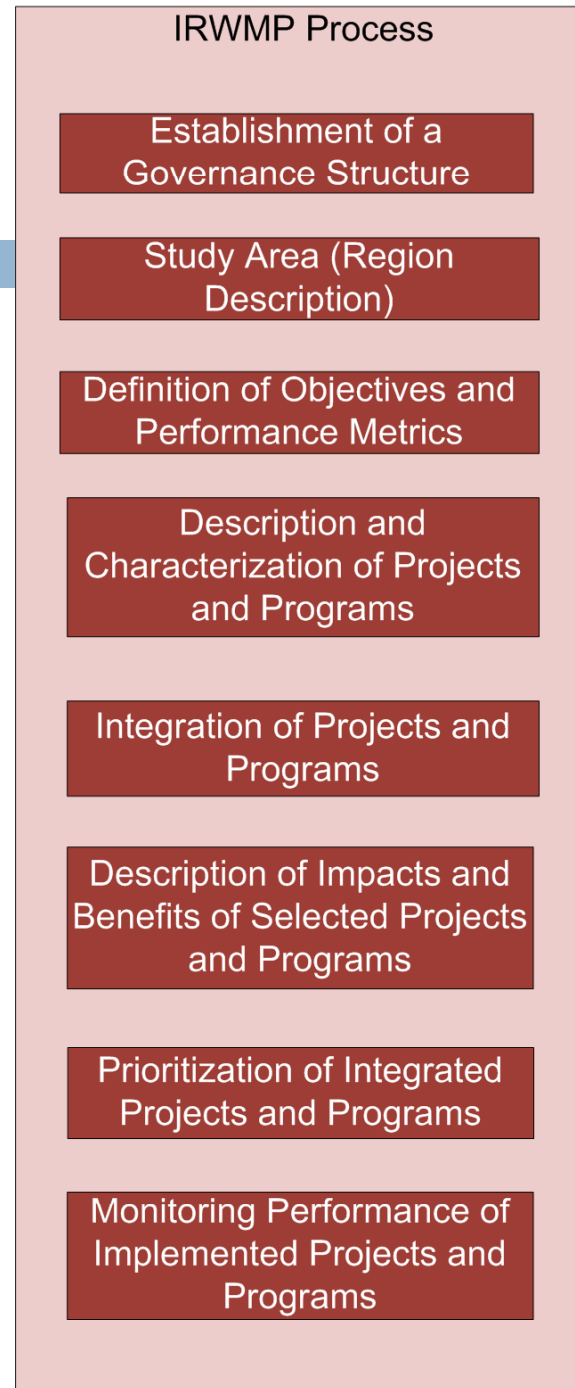 IRWMP Process
Establishment of a
Governance Structure
Study Area (Region
Description)
Definition of Objectives and
Performance Metrics
Description and
Characterization of Projects
and Programs
Integration of Projects and
Programs
Description of Impacts and
Benefits of Selected Projects
and Programs
Prioritization of Integrated
Projects and Programs
Monitoring Performance of
Implemented Projects and
Programs